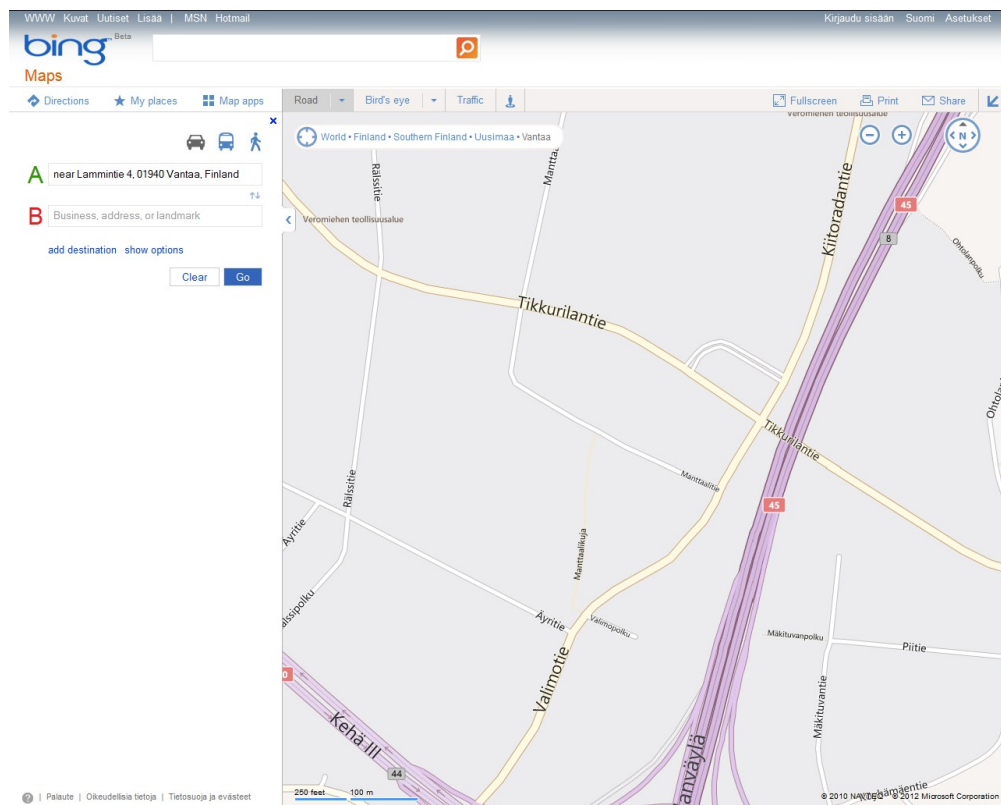 WWW Kuvat Uutiset Lisää | MSN Hotmail
Kirjaudu sisään Suomi Asetukset
bing Beta
Maps
Directions My places Map apps
Road Bird's eye Traffic
Fullscreen Print Share
World • Finland • Southern Finland • Uusimaa • Vantaa
A near Lammintie 4, 01940 Vantaa, Finland
B Business, address, or landmark
add destination show options
Clear Go
Veromiehen teollisuusalue
Rälssitie
Manttaa
Kiitoradantie
45
8
Ohtolanpolku
Veromiehen teollisuusalue
Tikkurilantie
Tikkurilantie
Manttaalitie
Rälssitie
45
Äyritie
Manttaalikuja
Äyritie
Valimopolku
Mäkituvanpolku
Piitie
Valimotie
Mäkituvantie
Kehä III
44
anväylä
250 feet 100 m
© 2010 NAVTEQ © 2012 Microsoft Corporation
Palaute | Oikeudellisia tietoja | Tietosuoja ja evästeet